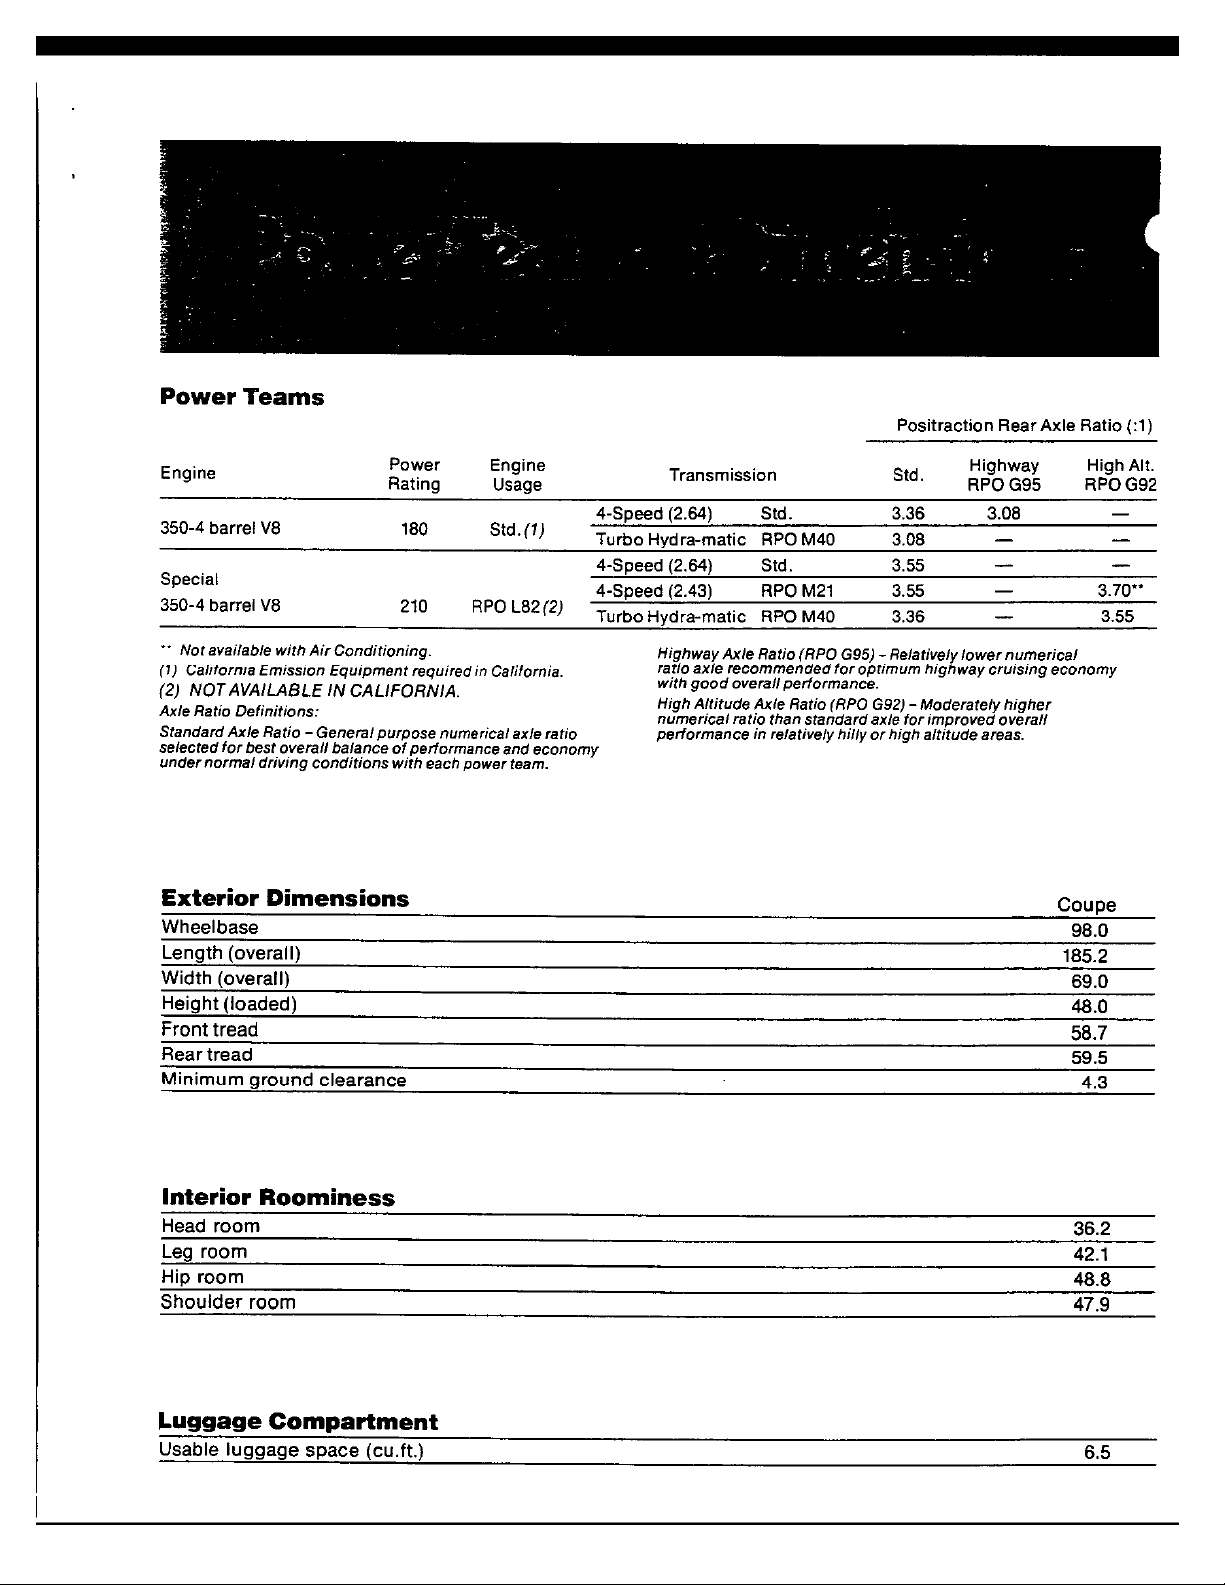 Power Teams
Positraction Rear Axle Ratio (:1)
Engine Power Rating Engine Usage Transmission Std. Highway RPO G95 High Alt. RPO G92
350-4 barrel V8 180 Std.(1) 4-Speed (2.64) Std. 3.36 3.08 —
Turbo Hydra-matic RPO M40 3.08 — —
Special 350-4 barrel V8 210 RPO L82(2) 4-Speed (2.64) Std. 3.55 — —
4-Speed (2.43) RPO M21 3.55 — 3.70**
Turbo Hydra-matic RPO M40 3.36 — 3.55
** Not available with Air Conditioning.
(1) California Emission Equipment required in California.
(2) NOT AVAILABLE IN CALIFORNIA.
Axle Ratio Definitions:
Standard Axle Ratio – General purpose numerical axle ratio
selected for best overall balance of performance and economy
under normal driving conditions with each power team.
Highway Axle Ratio (RPO G95) – Relatively lower numerical
ratio axle recommended for optimum highway cruising economy
with good overall performance.
High Altitude Axle Ratio (RPO G92) – Moderately higher
numerical ratio than standard axle for improved overall
performance in relatively hilly or high altitude areas.
Exterior Dimensions Coupe
Wheelbase 98.0
Length (overall) 185.2
Width (overall) 69.0
Height (loaded) 48.0
Front tread 58.7
Rear tread 59.5
Minimum ground clearance 4.3
Interior Roominess
Head room 36.2
Leg room 42.1
Hip room 48.8
Shoulder room 47.9
Luggage Compartment
Usable luggage space (cu.ft.) 6.5